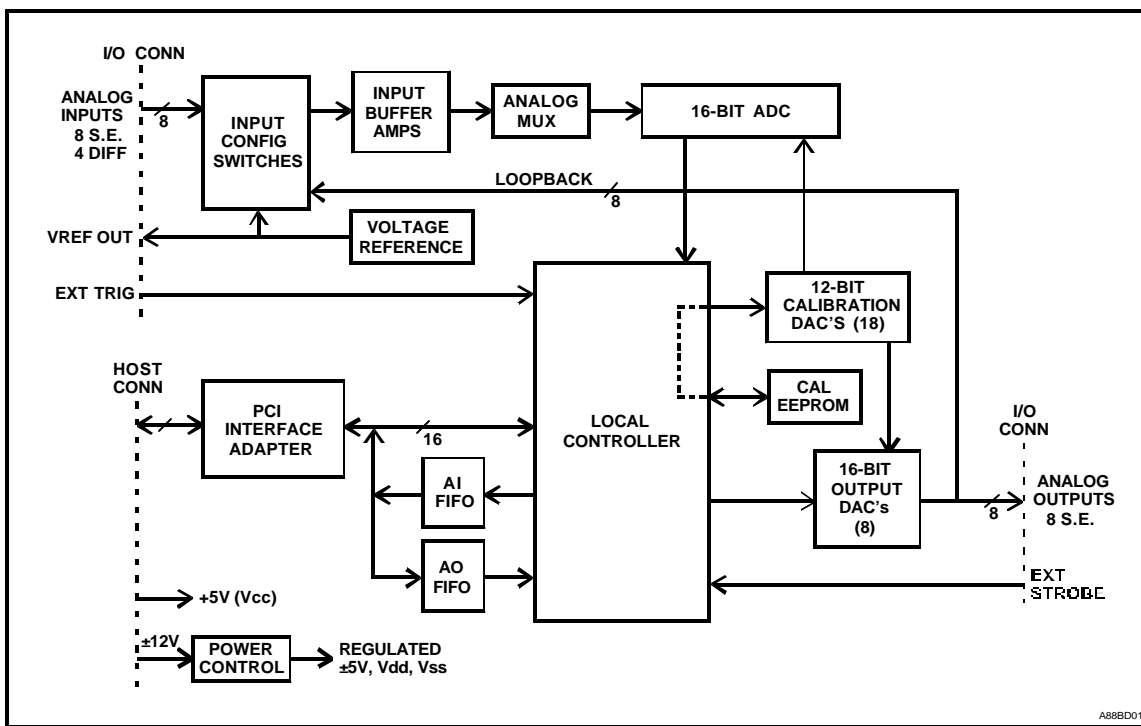 I/O CONN
ANALOG
INPUTS
8 S.E.
4 DIFF
8
INPUT
CONFIG
SWITCHES
INPUT
BUFFER
AMPS
ANALOG
MUX
16-BIT ADC
LOOPBACK
8
VREF OUT
VOLTAGE
REFERENCE
EXT TRIG
12-BIT
CALIBRATION
DAC'S (18)
HOST
CONN
PCI
INTERFACE
ADAPTER
16
LOCAL
CONTROLLER
CAL
EEPROM
AI
FIFO
AO
FIFO
16-BIT
OUTPUT
DAC's
(8)
I/O
CONN
8
ANALOG
OUTPUTS
8 S.E.
EXT
STROBE
+5V (Vcc)
±12V
POWER
CONTROL
REGULATED
±5V, Vdd, Vss
A88BD01